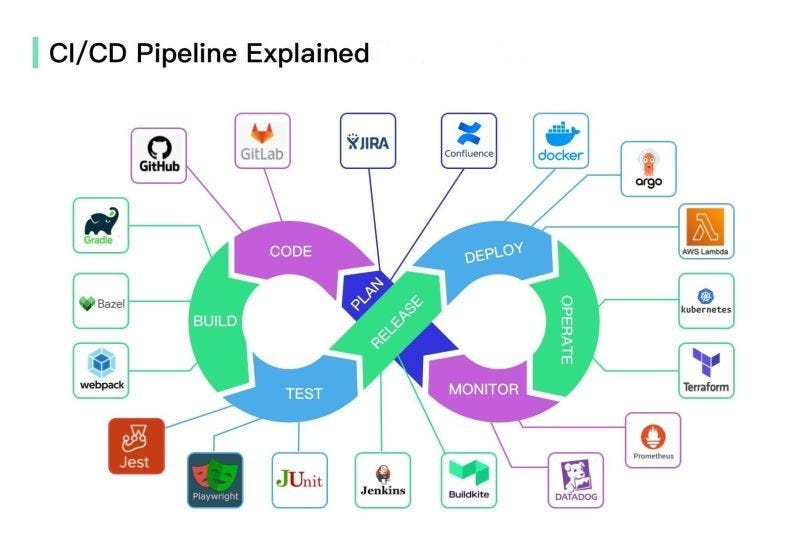 CI/CD Pipeline Explained
GitHub
GitLab
JIRA
Confluence
docker
argo
Gradle
CODE
DEPLOY
AWS Lambda
PLAN
Bazel
BUILD
RELEASE
OPERATE
kubernetes
webpack
TEST
MONITOR
Terraform
Jest
Playwright
JUnit
Jenkins
Buildkite
DATADOG
Prometheus